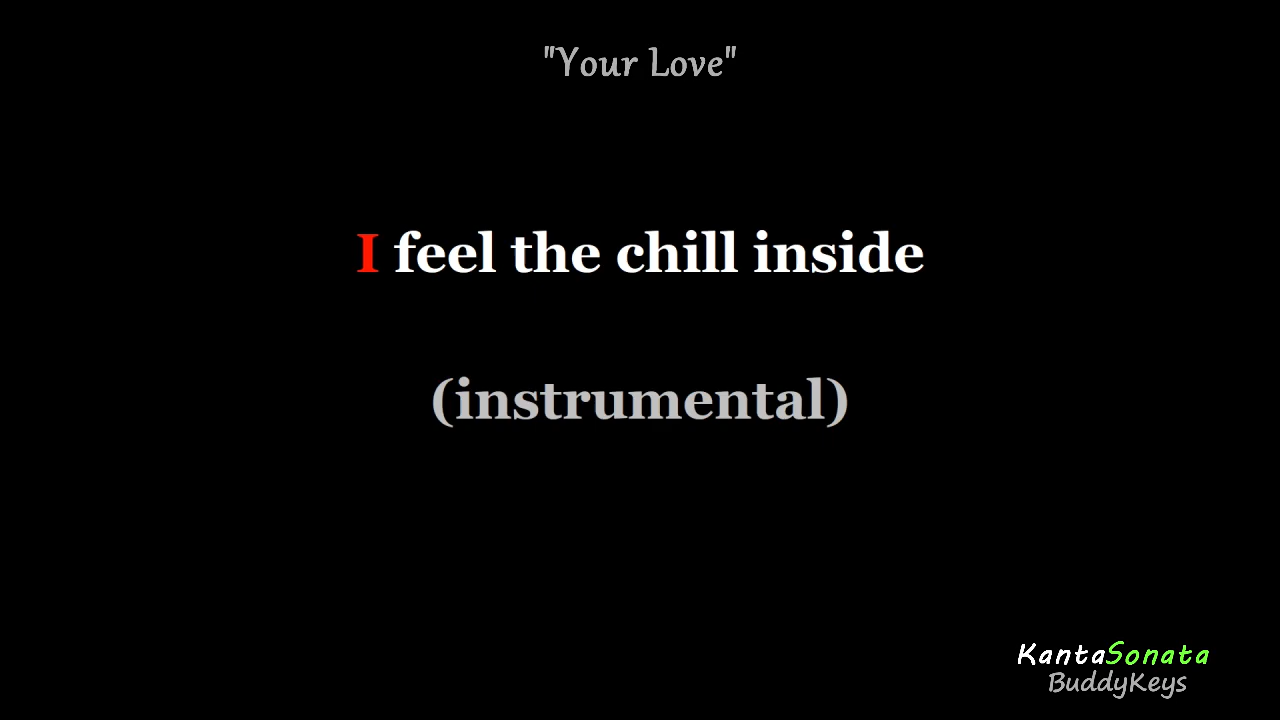 "Your Love"
I feel the chill inside
(instrumental)
KantaSonata
BuddyKeys